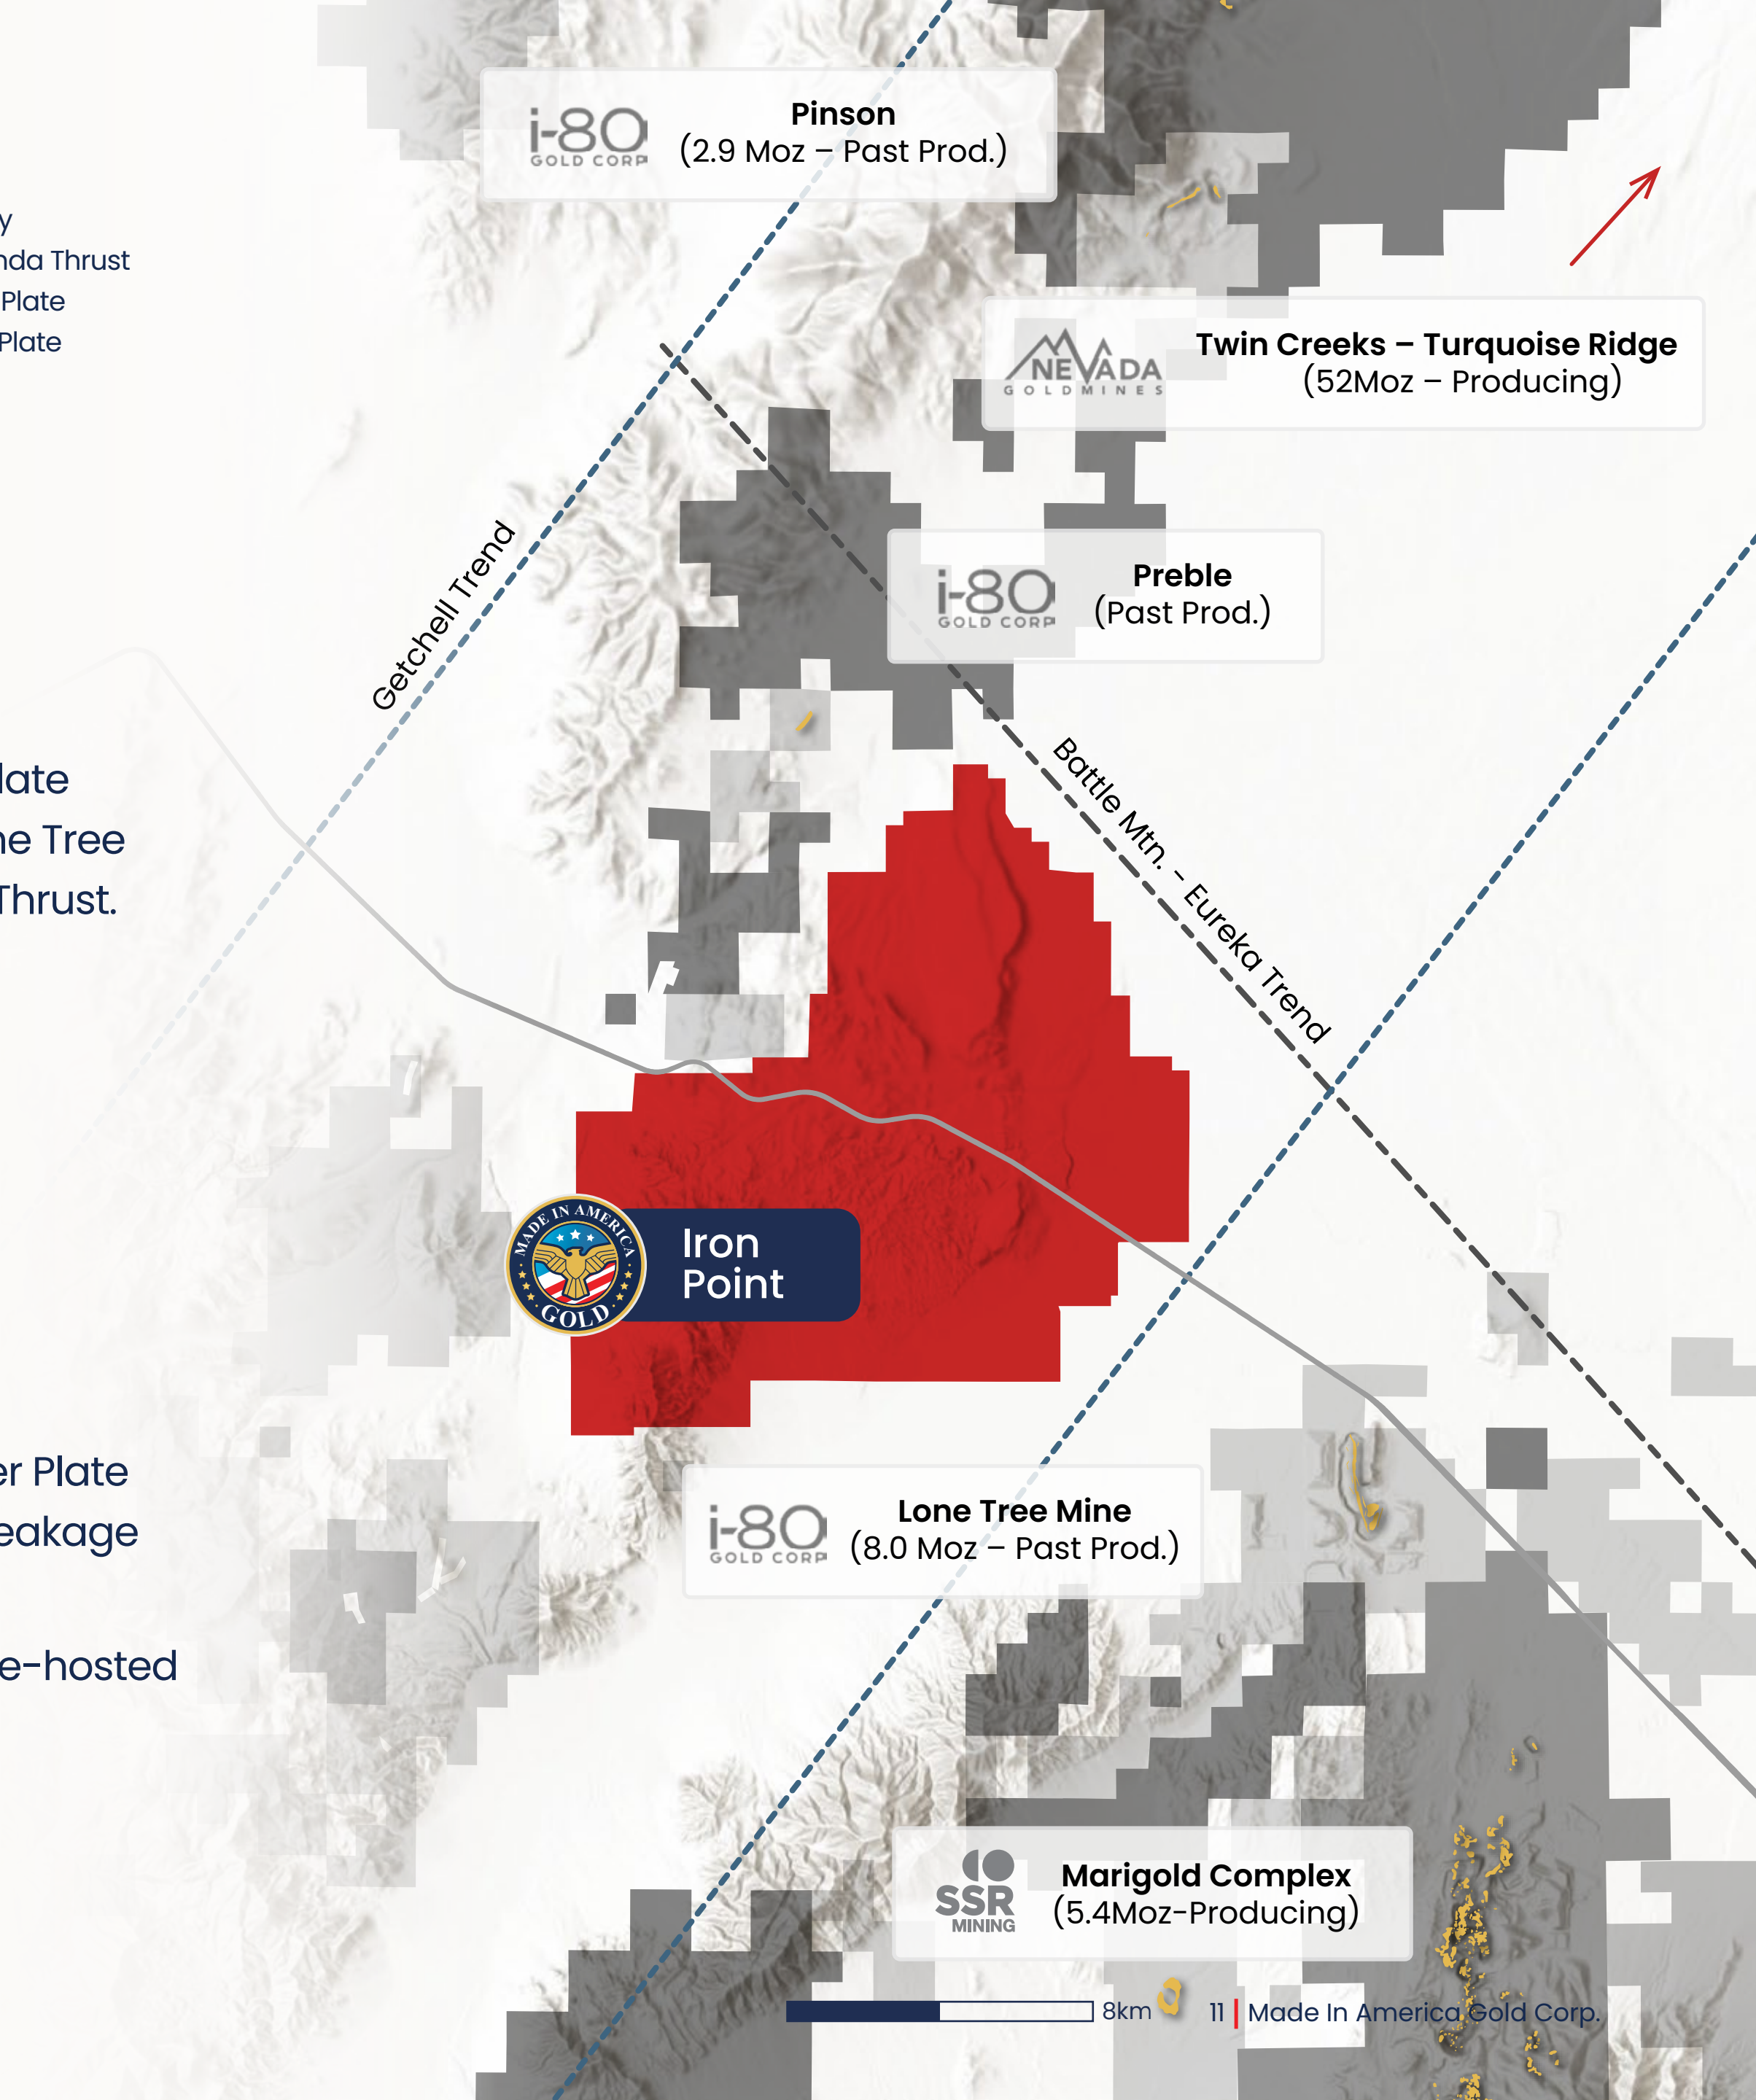 Pinson
i-80
GOLD CORP
(2.9 Moz – Past Prod.)
y
nda Thrust
Plate
Plate
NEVADA
GOLDMINES
Twin Creeks – Turquoise Ridge
(52Moz – Producing)
Getchell Trend
i-80
GOLD CORP
Preble
(Past Prod.)
Battle Mtn. - Eureka Trend
late
ne Tree
Thrust.
MADE IN AMERICA
GOLD
Iron
Point
er Plate
eakage
e-hosted
i-80
GOLD CORP
Lone Tree Mine
(8.0 Moz – Past Prod.)
SSR
MINING
Marigold Complex
(5.4Moz-Producing)
8km
11 | Made In America Gold Corp.